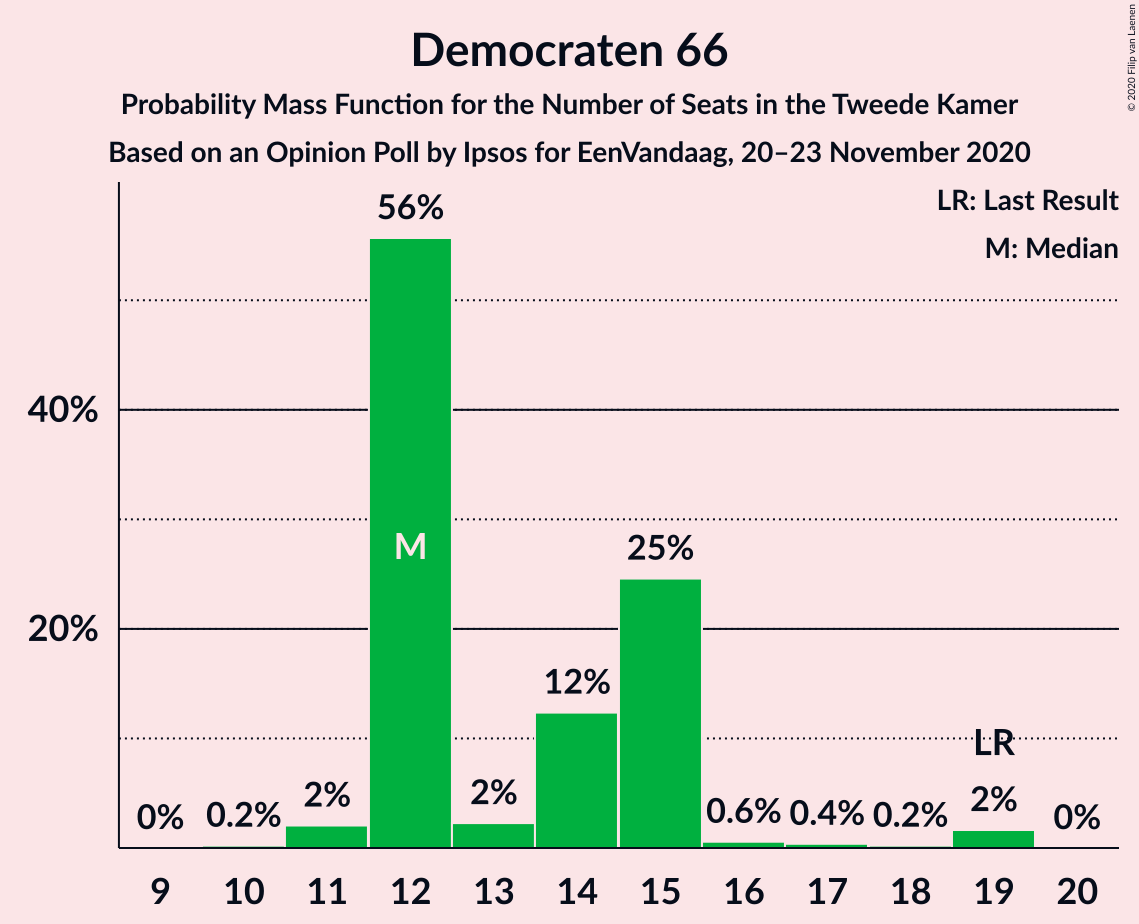 Democraten 66
Probability Mass Function for the Number of Seats in the Tweede Kamer
Based on an Opinion Poll by Ipsos for EenVandaag, 20–23 November 2020
© 2020 Filip van Laenen
LR: Last Result
M: Median
56%
40%
M
25%
20%
12%
LR
0%
0.2%
2%
2%
0.6%
0.4%
0.2%
2%
0%
9 10 11 12 13 14 15 16 17 18 19 20